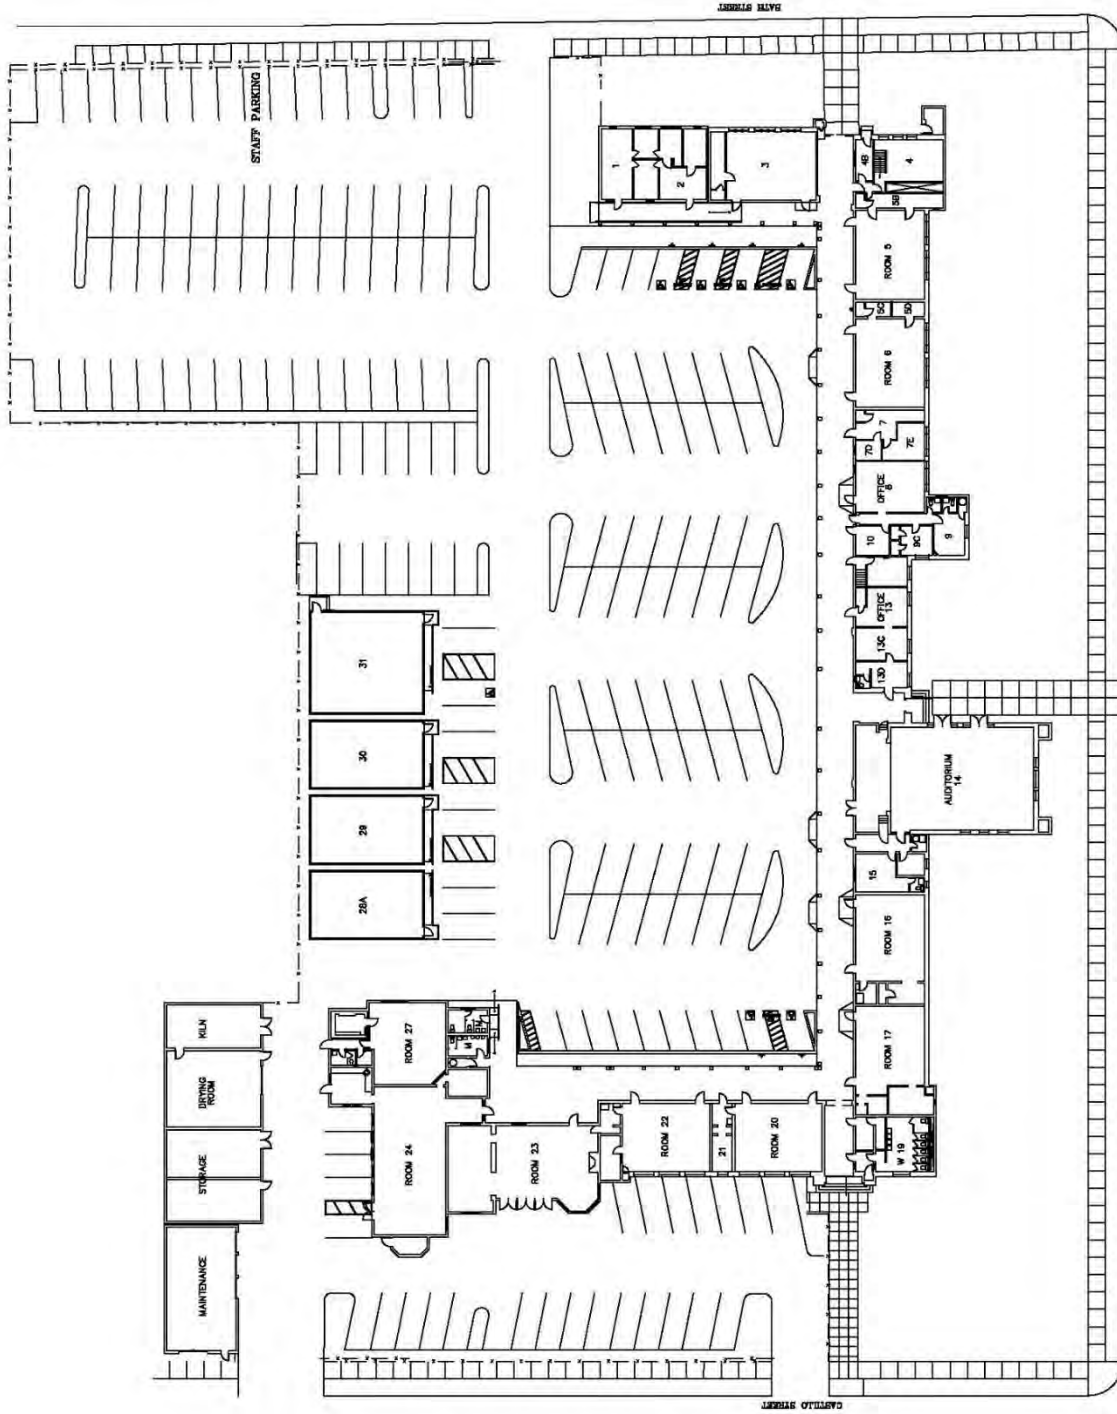 BATH STREET
STAFF PARKING
1
2
3
4B
4
5B
ROOM 5
5C
5D
ROOM 6
7
7D
7E
OFFICE
8
10
9C
9
OFFICE
13
13C
13D
AUDITORIUM
14
15
ROOM 16
ROOM 17
W 19
ROOM 20
21
ROOM 22
ROOM 23
ROOM 24
ROOM 27
M
28A
29
30
31
KILN
DRYING
ROOM
STORAGE
MAINTENANCE
CASTILLO STREET